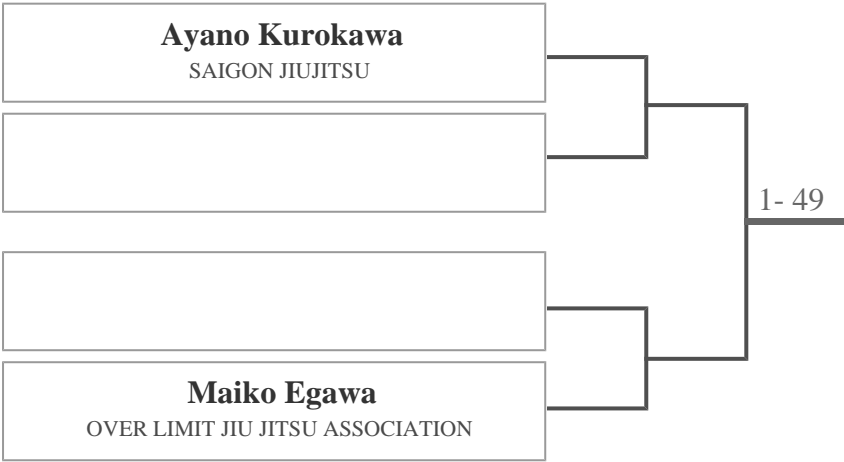 Ayano Kurokawa
SAIGON JIUJITSU
1- 49
Maiko Egawa
OVER LIMIT JIU JITSU ASSOCIATION